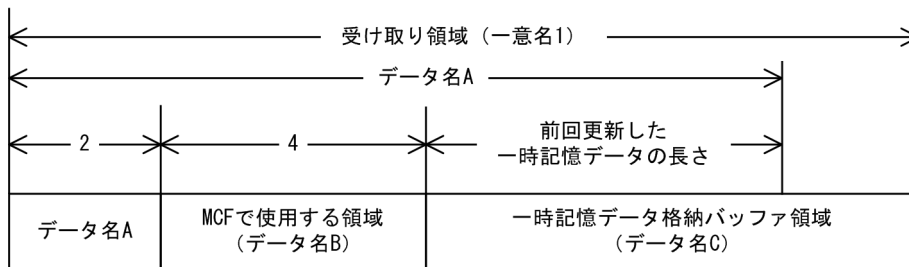 受け取り領域（一意名1）
データ名A
2
4
前回更新した
一時記憶データの長さ
データ名A
MCFで使用する領域
（データ名B）
一時記憶データ格納バッファ領域
（データ名C）